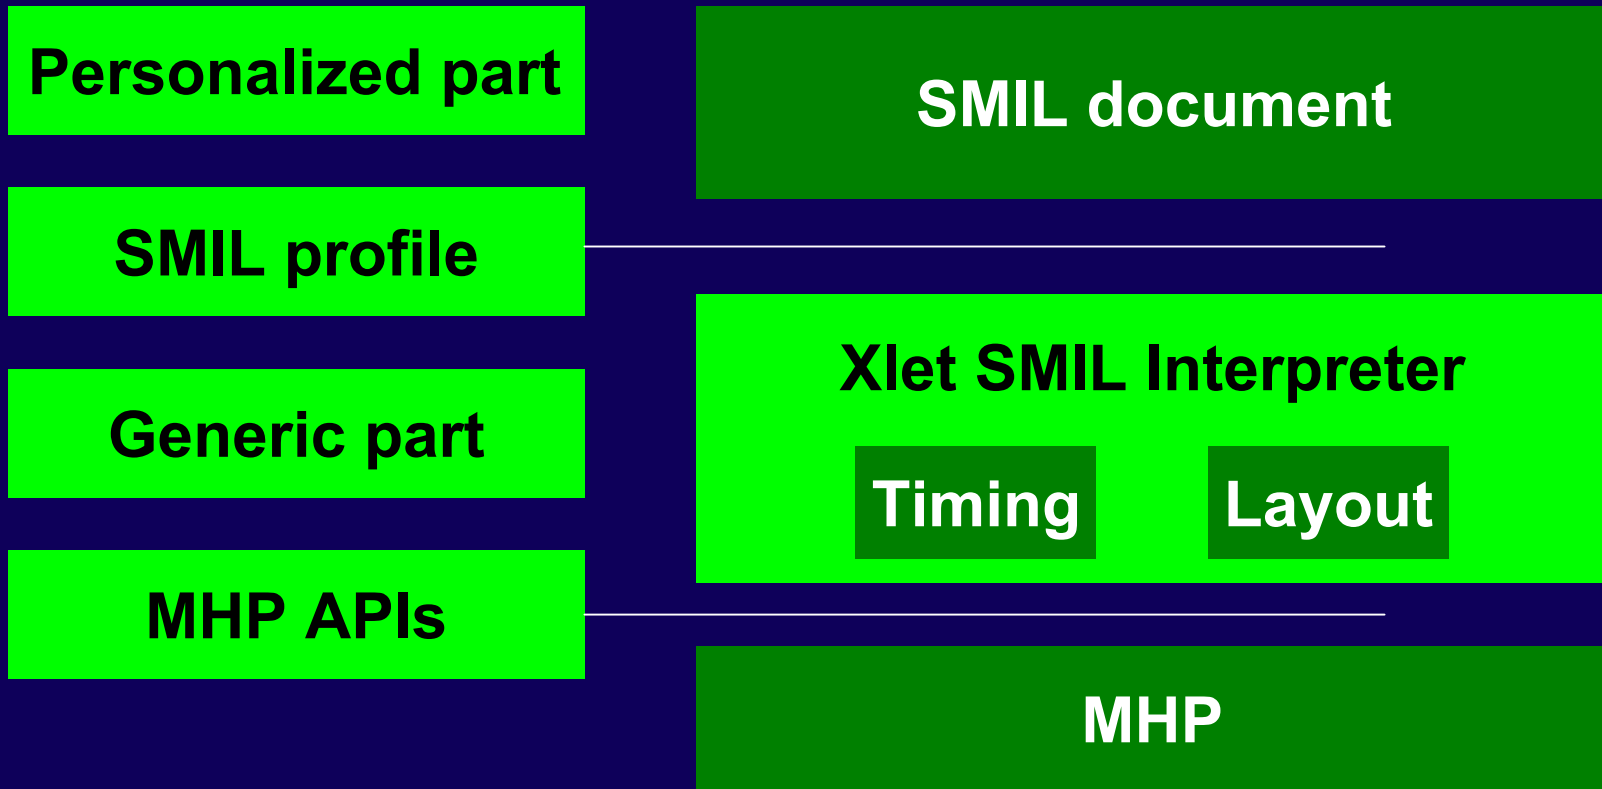 Personalized part
SMIL document
SMIL profile
Xlet SMIL Interpreter
Generic part
Timing
Layout
MHP APIs
MHP